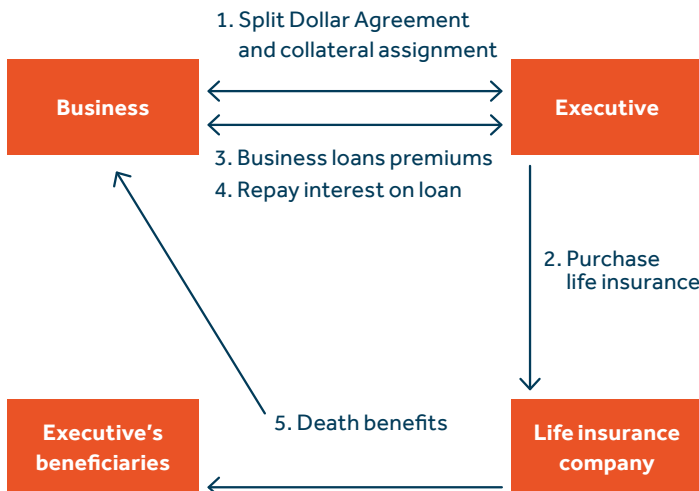 1. Split Dollar Agreement
and collateral assignment
Business
Executive
3. Business loans premiums
4. Repay interest on loan
2. Purchase
life insurance
5. Death benefits
Executive’s
beneficiaries
Life insurance
company